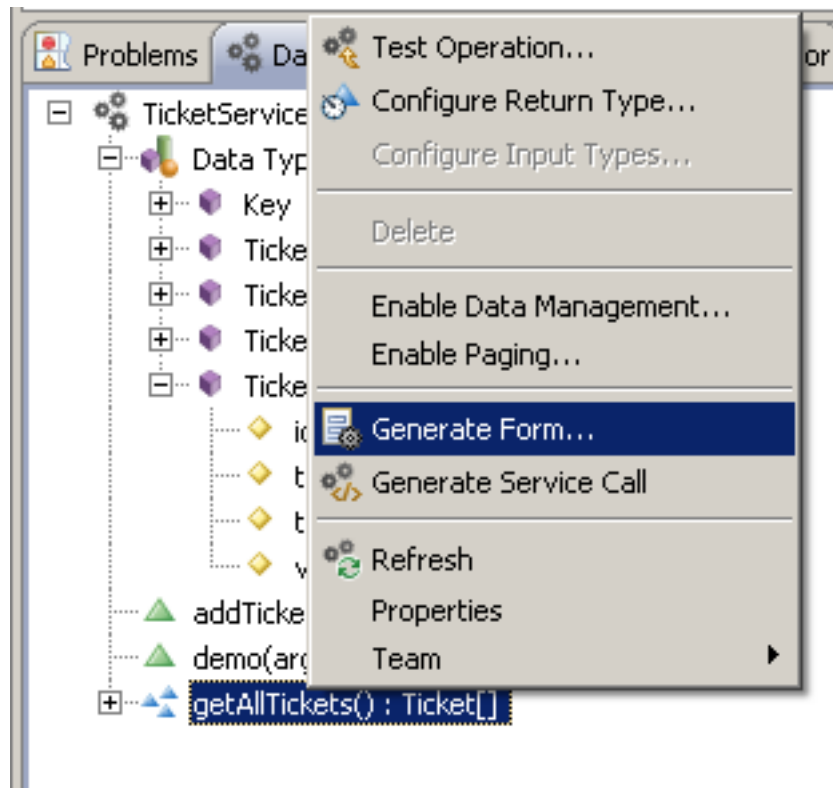 Problems
Da
or
TicketService
Data Typ
Key
Ticke
Ticke
Ticke
Ticke
t
t
addTicke
demo(arg
getAllTickets() : Ticket[]
Test Operation...
Configure Return Type...
Configure Input Types...
Delete
Enable Data Management...
Enable Paging...
Generate Form...
Generate Service Call
Refresh
Properties
Team